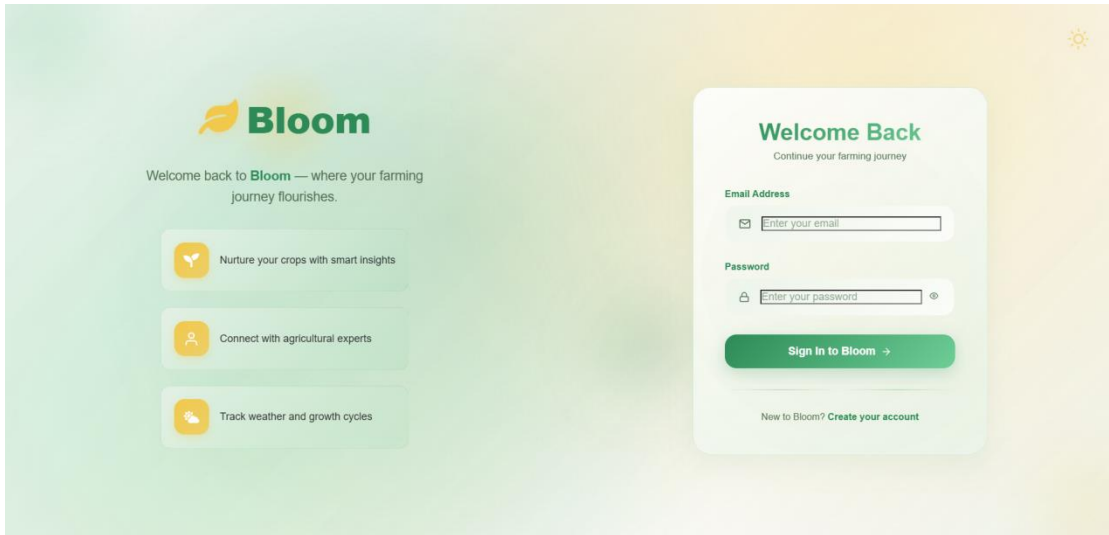 Bloom
Welcome back to Bloom — where your farming
journey flourishes.
Nurture your crops with smart insights
Connect with agricultural experts
Track weather and growth cycles
Welcome Back
Continue your farming journey
Email Address
Enter your email
Password
Enter your password
Sign In to Bloom →
New to Bloom? Create your account